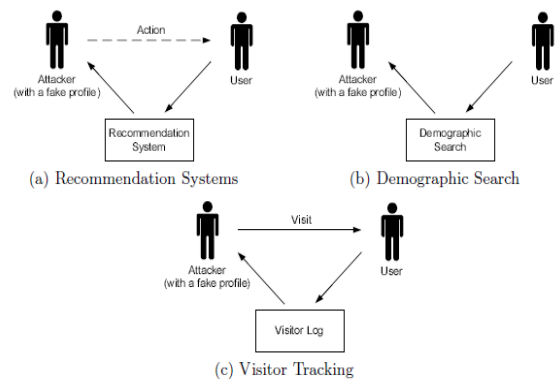 Action
Attacker
(with a fake profile)
User
Recommendation
System
(a) Recommendation Systems
Attacker
(with a fake profile)
User
Demographic
Search
(b) Demographic Search
Visit
Attacker
(with a fake profile)
User
Visitor Log
(c) Visitor Tracking